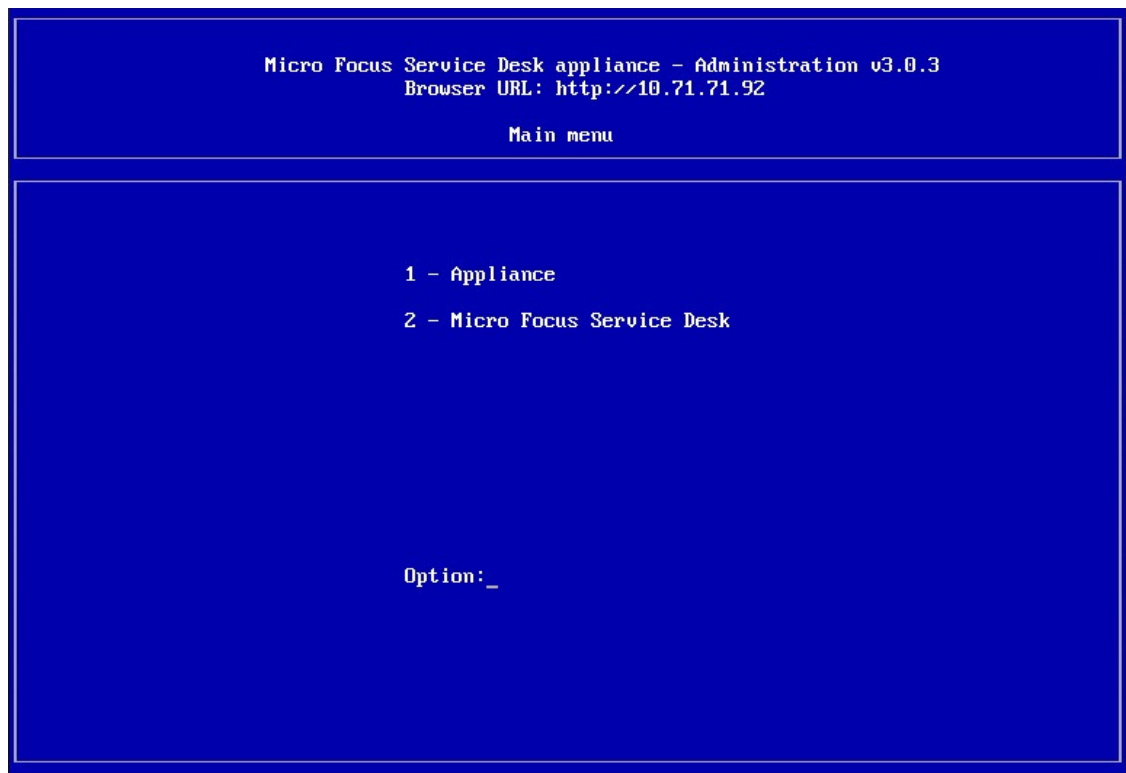 Micro Focus Service Desk appliance - Administration v3.0.3
Browser URL: http://10.71.71.92
Main menu
1 - Appliance
2 - Micro Focus Service Desk
Option:_